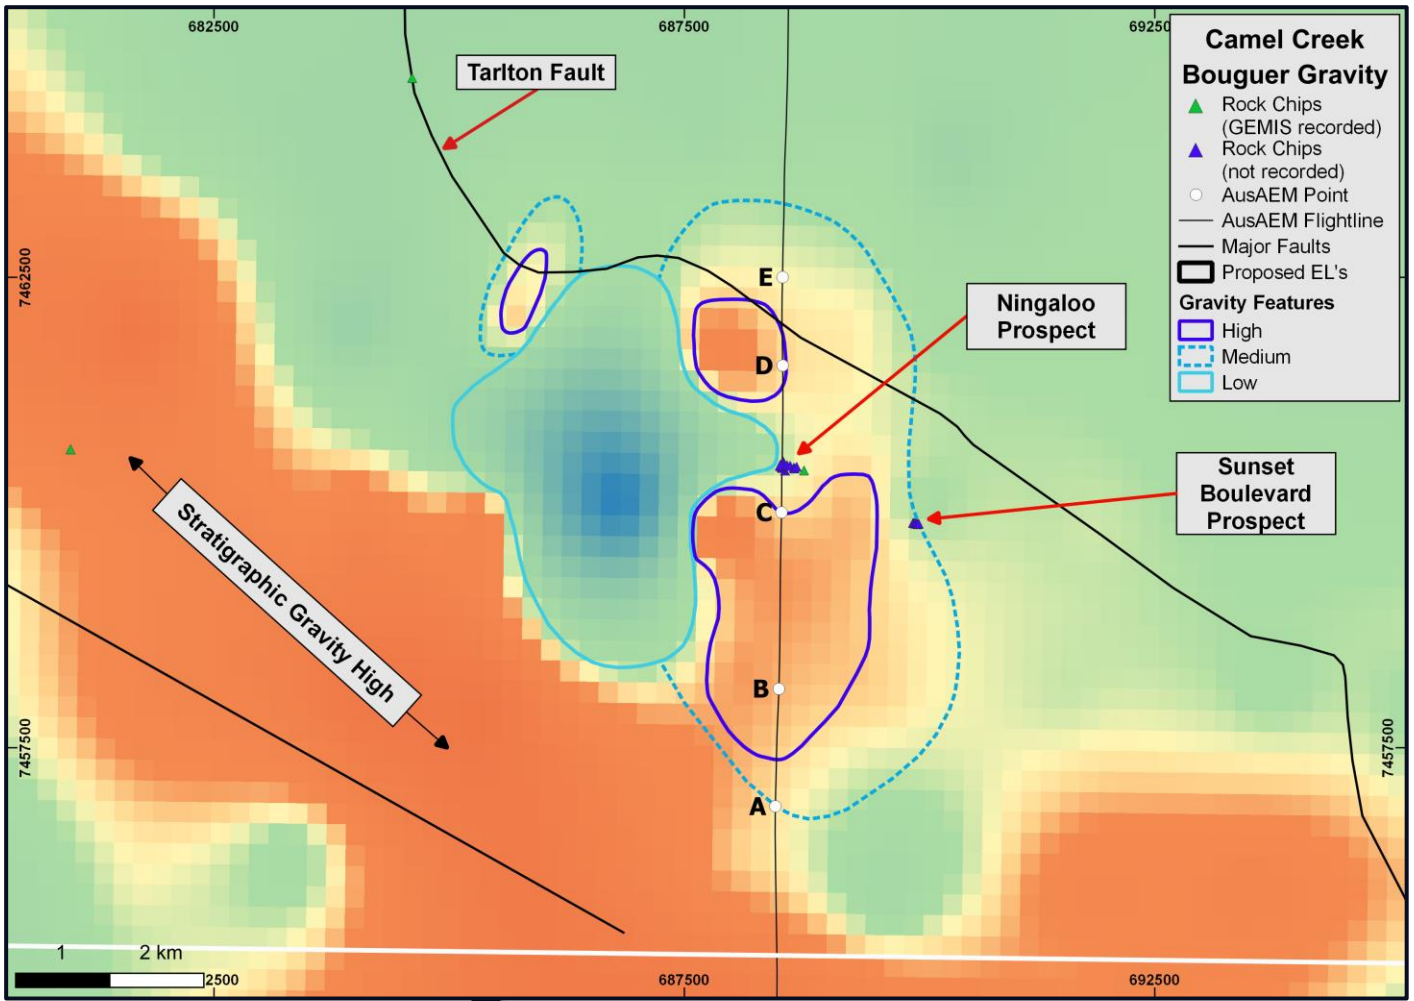 682500
687500
692500
Camel Creek
Bouguer Gravity
Rock Chips
(GEMIS recorded)
Rock Chips
(not recorded)
AusAEM Point
AusAEM Flightline
Major Faults
Proposed EL's
Gravity Features
High
Medium
Low
Tarlton Fault
7462500
E
Ningaloo
Prospect
D
Sunset
Boulevard
Prospect
C
Stratigraphic Gravity High
B
7457500
7457500
A
1
2 km
2500
687500
692500